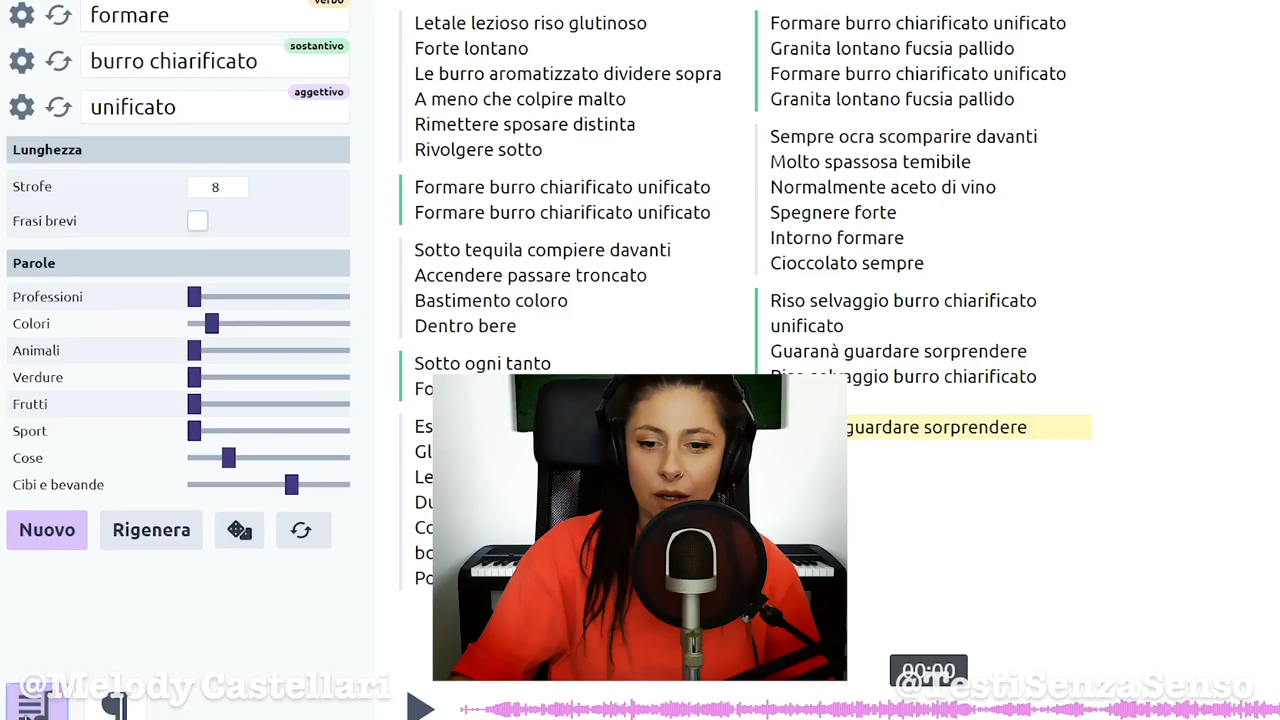 verbo
formare
sostantivo
burro chiarificato
aggettivo
unificato
Lunghezza
Strofe
8
Frasi brevi
Parole
Professioni
Colori
Animali
Verdure
Frutti
Sport
Cose
Cibi e bevande
Nuovo
Rigenera
Letale lezioso riso glutinoso
Forte lontano
Le burro aromatizzato dividere sopra
A meno che colpire malto
Rimettere sposare distinta
Rivolgere sotto
Formare burro chiarificato unificato
Formare burro chiarificato unificato
Sotto tequila compiere davanti
Accendere passare troncato
Bastimento coloro
Dentro bere
Sotto ogni tanto
Formare burro chiarificato unificato
Granita lontano fucsia pallido
Formare burro chiarificato unificato
Granita lontano fucsia pallido
Sempre ocra scomparire davanti
Molto spassosa temibile
Normalmente aceto di vino
Spegnere forte
Intorno formare
Cioccolato sempre
Riso selvaggio burro chiarificato
unificato
Guaranà guardare sorprendere
Riso selvaggio burro chiarificato
guardare sorprendere
00:00
@Melody Castellari
@TestiSenzaSenso